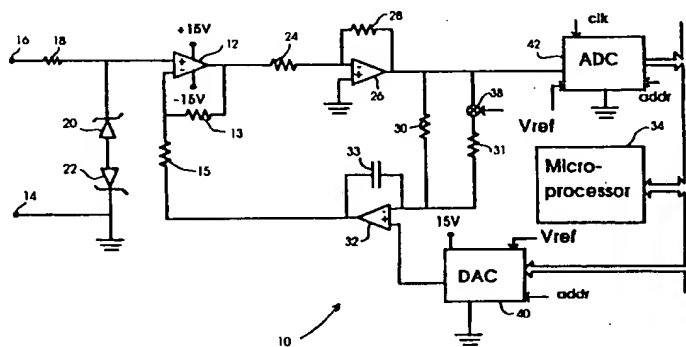 16
18
+15V
12
24
28
clk
42
ADC
-15V
26
38
addr
20
13
30
Vref
34
22
15
33
31
Micro-
processor
14
32
15V
Vref
DAC
addr
10
40